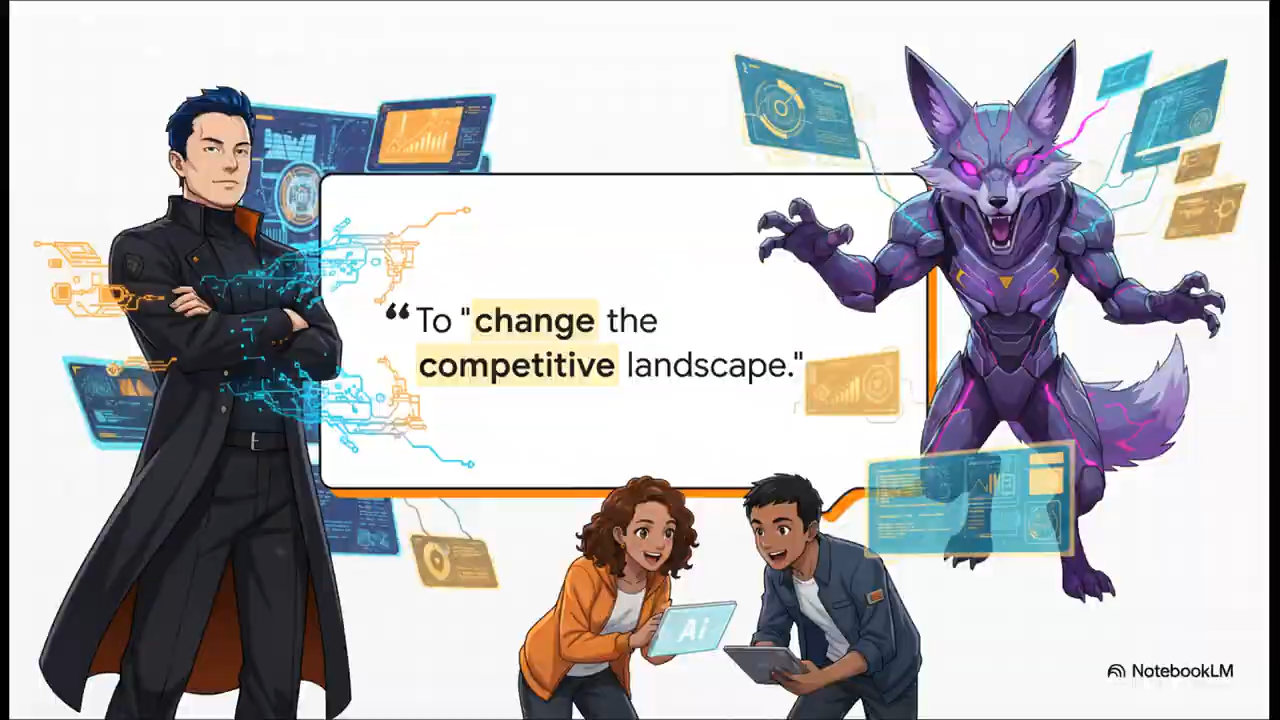 “To "change the
competitive landscape."
Ai
NotebookLM